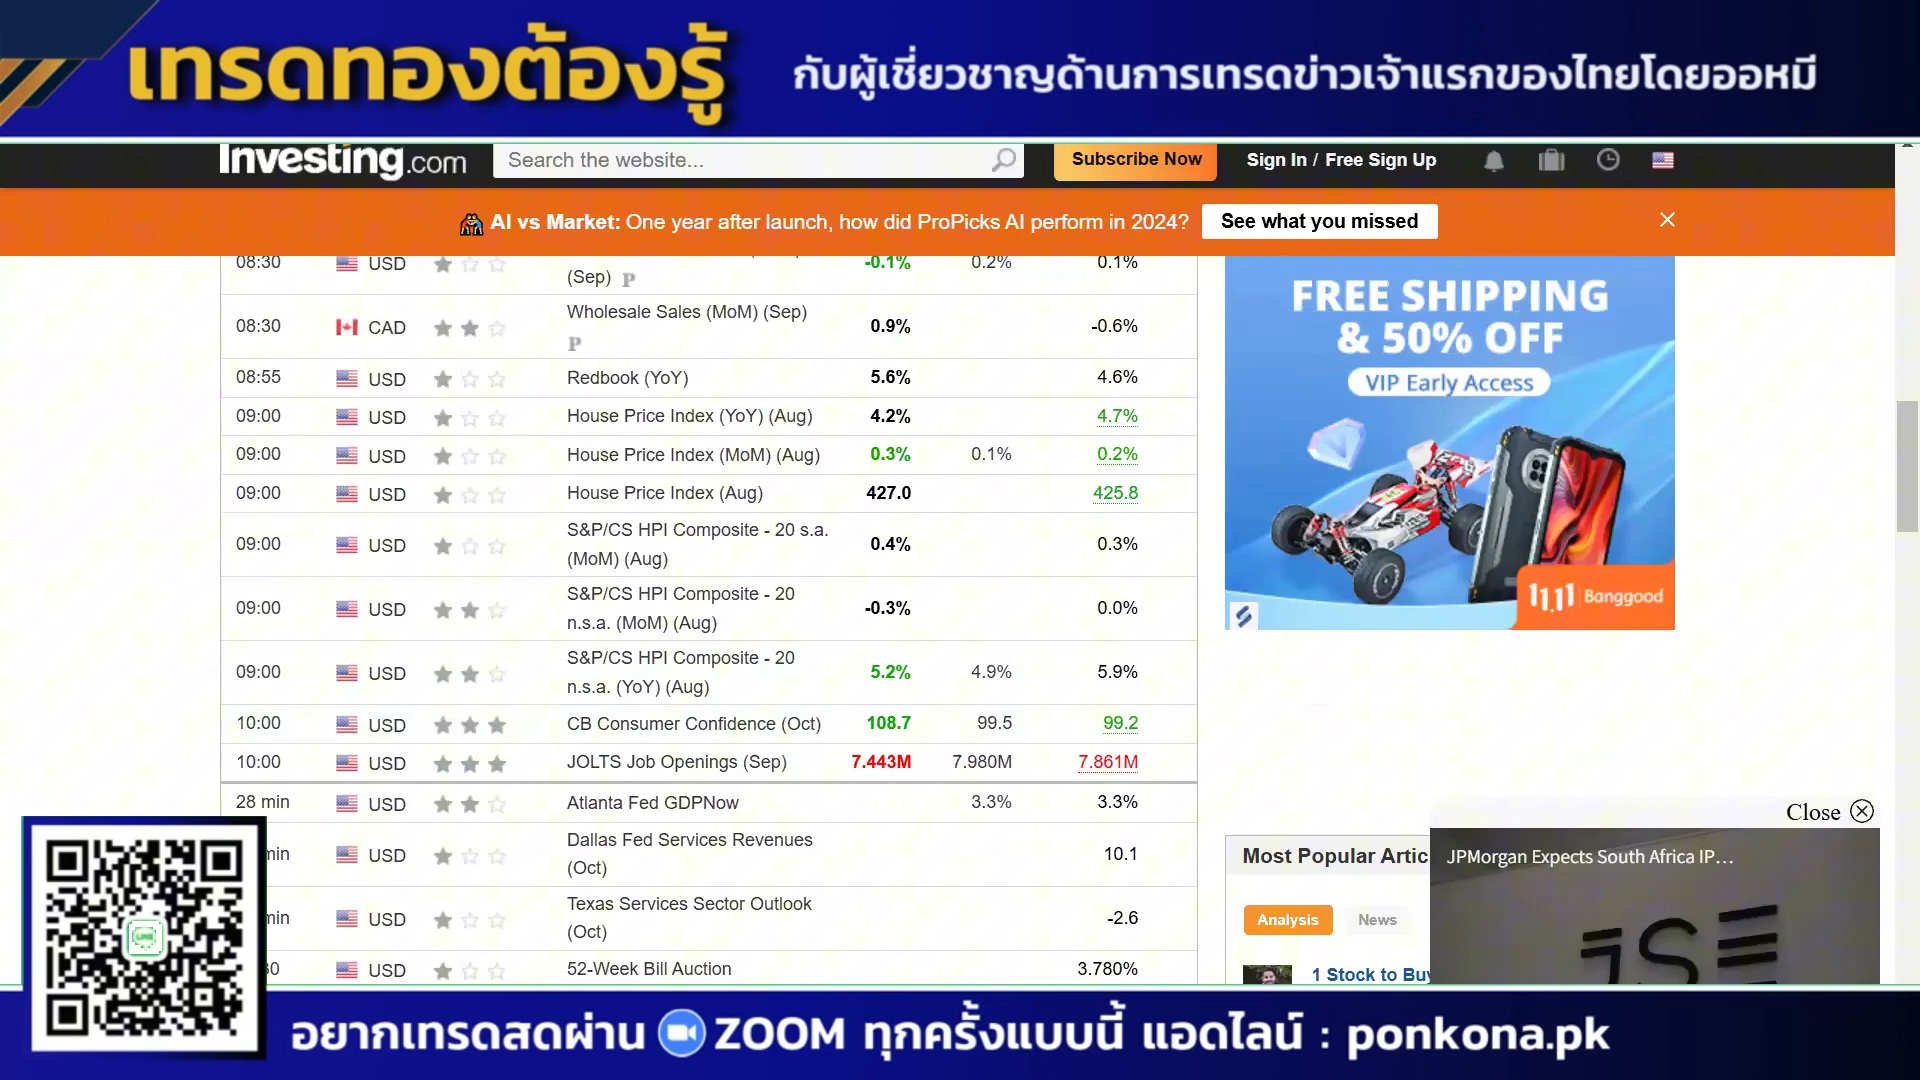 เทรดทองต้องรู้
กับผู้เชี่ยวชาญด้านการเทรดข่าวเจ้าแรกของไทยโดยออหมี
Investing.com
Search the website...
Subscribe Now
Sign In / Free Sign Up
AI vs Market: One year after launch, how did ProPicks AI perform in 2024?
See what you missed
08:30 USD (Sep) P -0.1% 0.2% 0.1%
08:30 CAD Wholesale Sales (MoM) (Sep) P 0.9% -0.6%
08:55 USD Redbook (YoY) 5.6% 4.6%
09:00 USD House Price Index (YoY) (Aug) 4.2% 4.7%
09:00 USD House Price Index (MoM) (Aug) 0.3% 0.1% 0.2%
09:00 USD House Price Index (Aug) 427.0 425.8
09:00 USD S&P/CS HPI Composite - 20 s.a. (MoM) (Aug) 0.4% 0.3%
09:00 USD S&P/CS HPI Composite - 20 n.s.a. (MoM) (Aug) -0.3% 0.0%
09:00 USD S&P/CS HPI Composite - 20 n.s.a. (YoY) (Aug) 5.2% 4.9% 5.9%
10:00 USD CB Consumer Confidence (Oct) 108.7 99.5 99.2
10:00 USD JOLTS Job Openings (Sep) 7.443M 7.980M 7.861M
28 min USD Atlanta Fed GDPNow 3.3% 3.3%
min USD Dallas Fed Services Revenues (Oct) 10.1
min USD Texas Services Sector Outlook (Oct) -2.6
USD 52-Week Bill Auction 3.780%
FREE SHIPPING
& 50% OFF
VIP Early Access
11.11 Banggood
Close
Most Popular Artic
JPMorgan Expects South Africa IP...
Analysis
News
1 Stock to Buy
JSE
LINE
อยากเทรดสดผ่าน ZOOM ทุกครั้งแบบนี้ แอดไลน์ : ponkona.pk